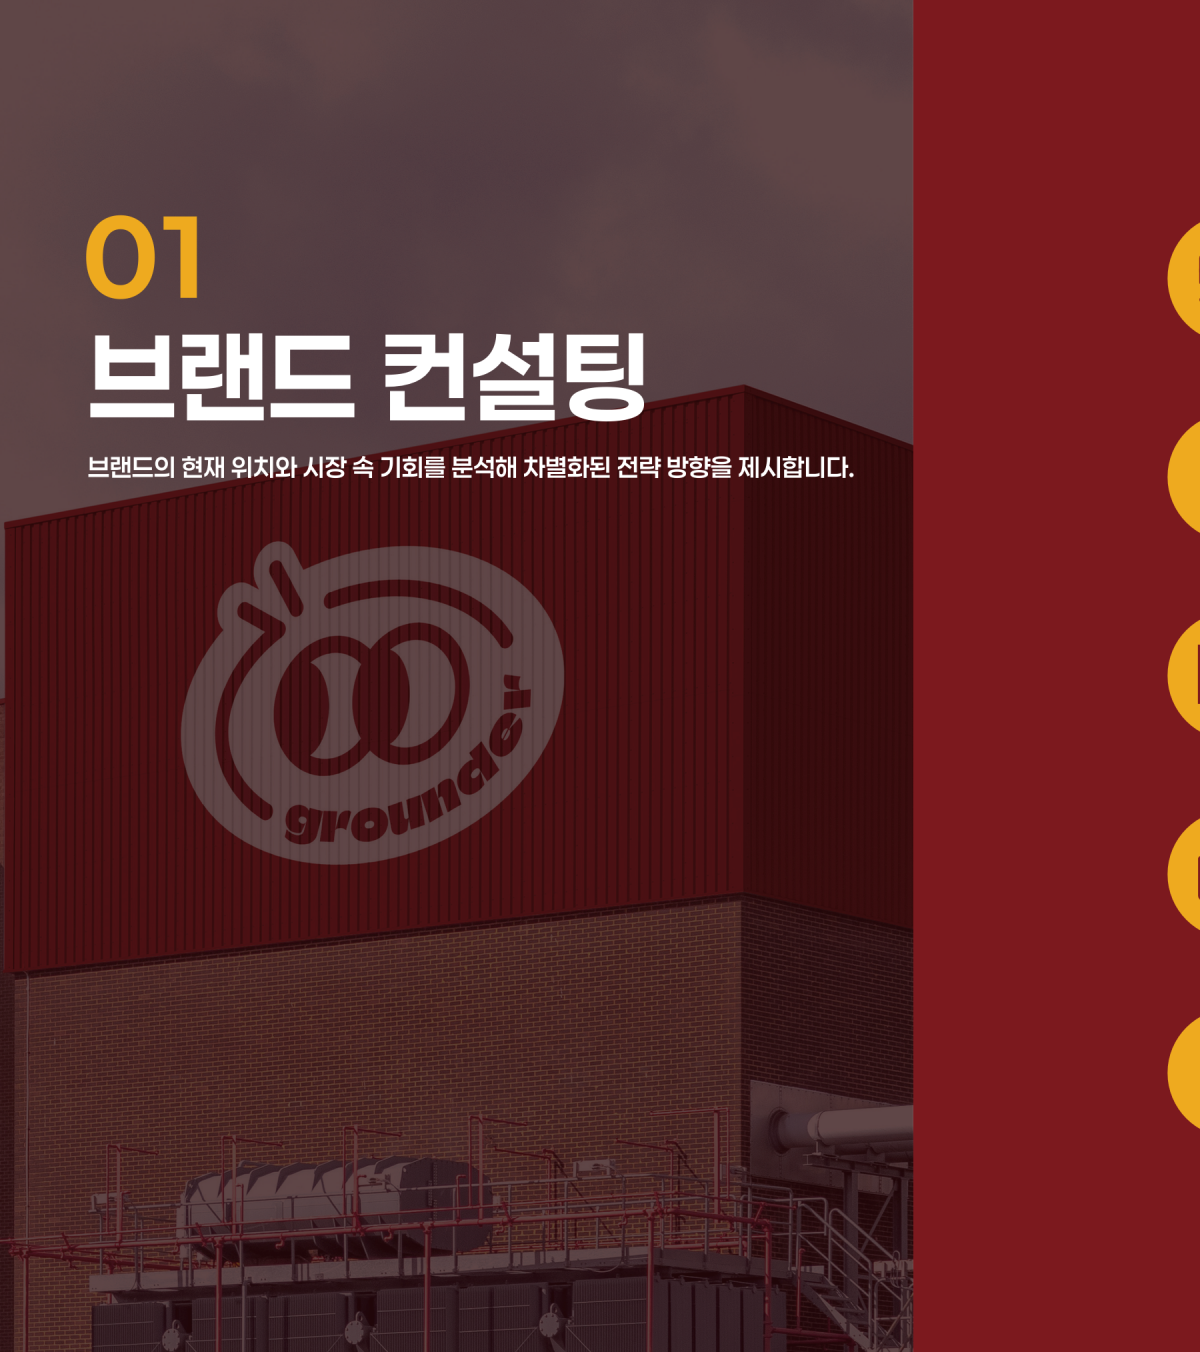 01
브랜드 컨설팅
브랜드의 현재 위치와 시장 속 기회를 분석해 차별화된 전략 방향을 제시합니다.
grounder